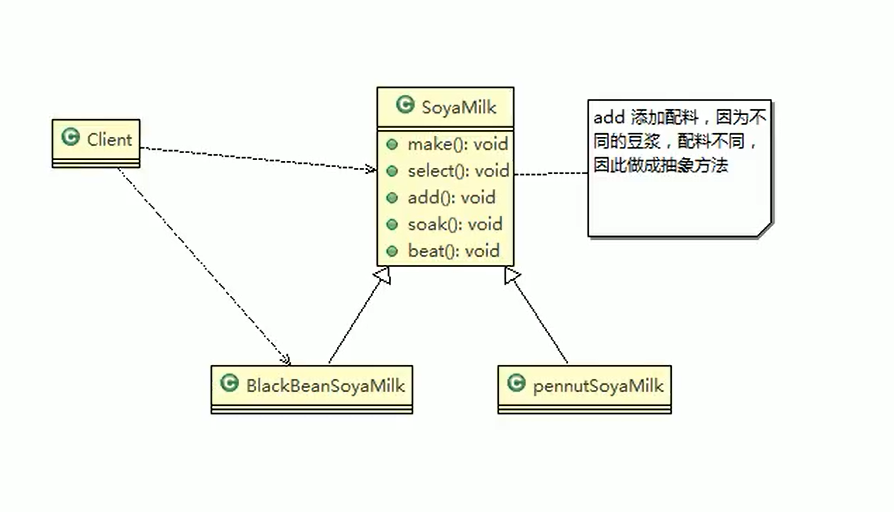 Client
SoyaMilk
make(): void
select(): void
add(): void
soak(): void
beat(): void
add 添加配料，因为不
同的豆浆，配料不同，
因此做成抽象方法
BlackBeanSoyaMilk
pennutSoyaMilk